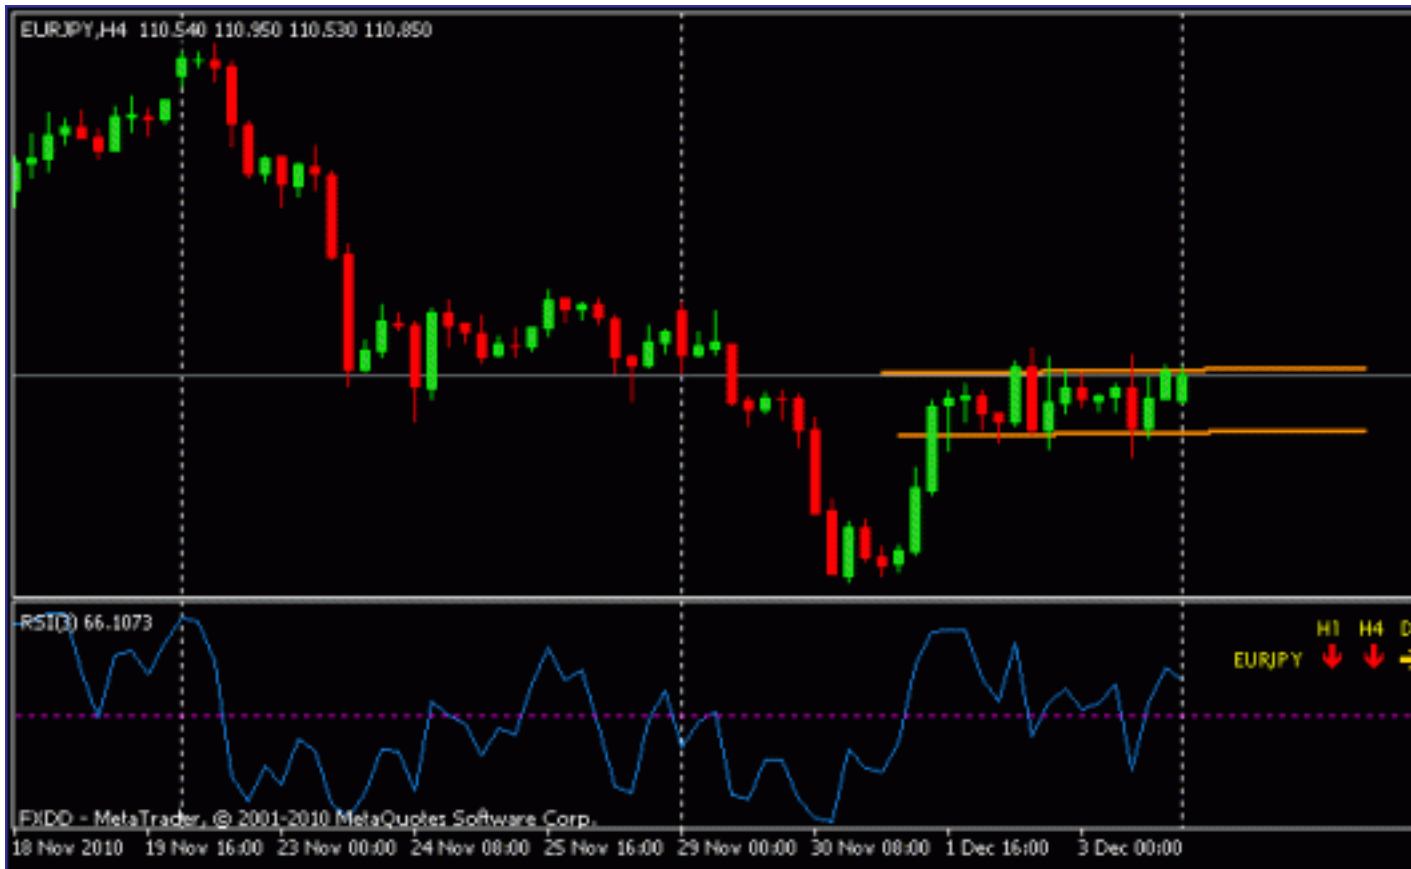 EURJPY,H4 110.540 110.950 110.530 110.850
RSI(3) 66.1073
H1 H4 D
EURJPY
FXDD - MetaTrader, © 2001-2010 MetaQuotes Software Corp.
18 Nov 2010 19 Nov 16:00 23 Nov 00:00 24 Nov 08:00 25 Nov 16:00 29 Nov 00:00 30 Nov 08:00 1 Dec 16:00 3 Dec 00:00